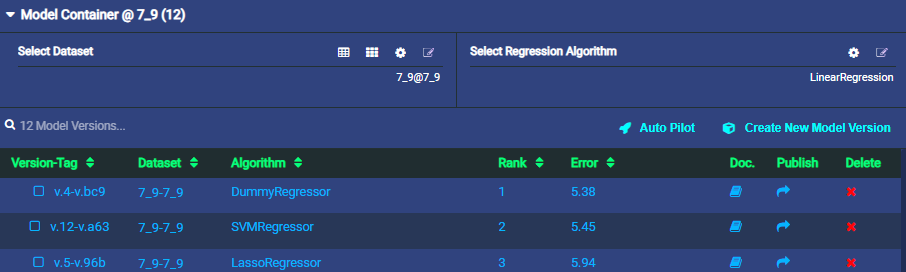 Model Container @ 7_9 (12)
Select Dataset
7_9@7_9
Select Regression Algorithm
LinearRegression
12 Model Versions...
Auto Pilot
Create New Model Version
Version-Tag Dataset Algorithm Rank Error Doc. Publish Delete
v.4-v.bc9 7_9-7_9 DummyRegressor 1 5.38
v.12-v.a63 7_9-7_9 SVMRegressor 2 5.45
v.5-v.96b 7_9-7_9 LassoRegressor 3 5.94